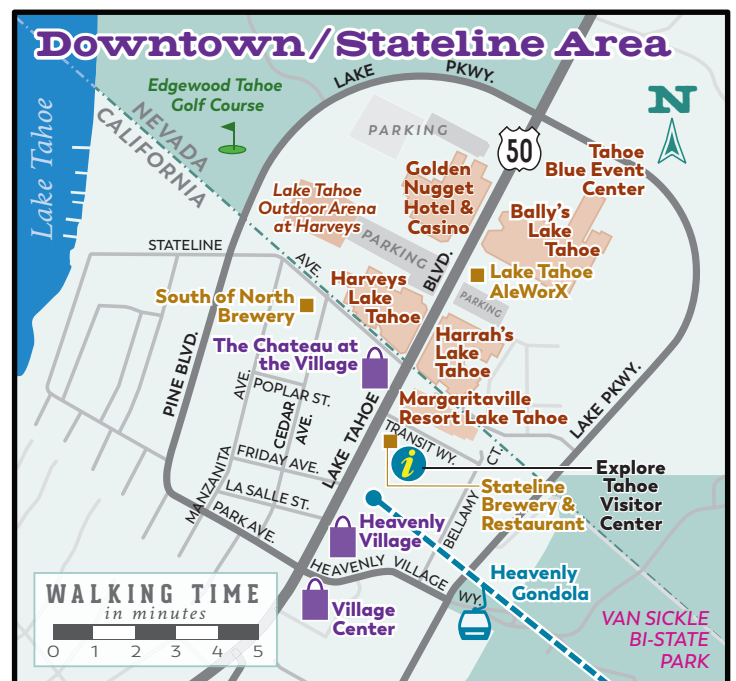 Downtown/Stateline Area
LAKE PKWY.
Edgewood Tahoe
Golf Course
N
NEVADA
CALIFORNIA
Lake Tahoe
PARKING
50
Tahoe
Blue Event
Center
Golden
Nugget
Hotel &
Casino
Lake Tahoe
Outdoor Arena
at Harveys
Bally's
Lake
Tahoe
PARKING
STATELINE AVE.
BLVD.
Lake Tahoe
AleWorX
Harveys
Lake
Tahoe
PARKING
South of North
Brewery
Harrah's
Lake
Tahoe
The Chateau at
the Village
PINE BLVD.
AVE.
POPLAR ST.
CEDAR
AVE.
LAKE TAHOE
LAKE PKWY.
Margaritaville
Resort Lake Tahoe
TRANSIT WY.
i
CT.
Explore
Tahoe
Visitor
Center
FRIDAY AVE.
MANZANITA
LA SALLE ST.
Stateline
Brewery &
Restaurant
PARK AVE.
BELLAMY
Heavenly
Village
HEAVENLY VILLAGE WY.
Heavenly
Gondola
Village
Center
VAN SICKLE
BI-STATE
PARK
WALKING TIME
in minutes
0 1 2 3 4 5